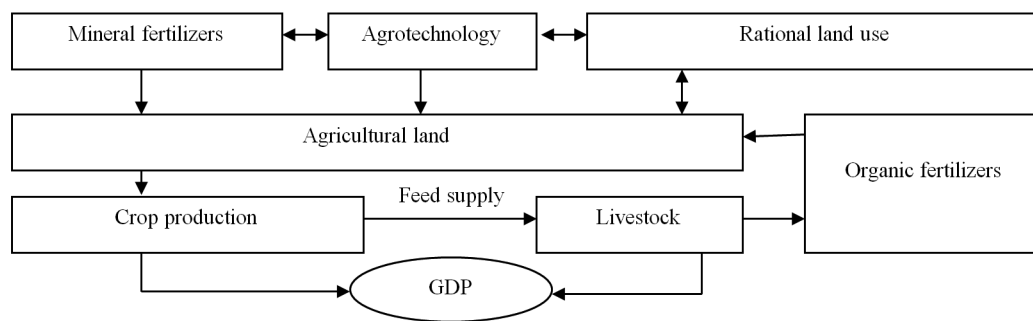 Mineral fertilizers
Agrotechnology
Rational land use
Agricultural land
Organic fertilizers
Feed supply
Crop production
Livestock
GDP